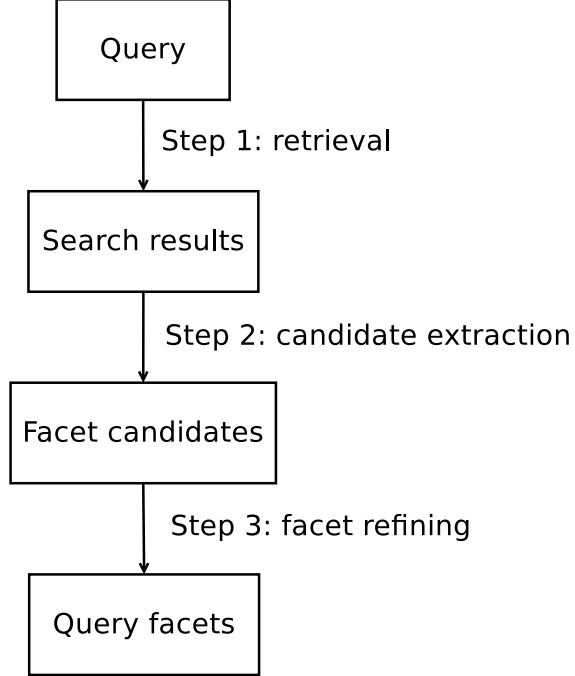 Query
Step 1: retrieval
Search results
Step 2: candidate extraction
Facet candidates
Step 3: facet refining
Query facets